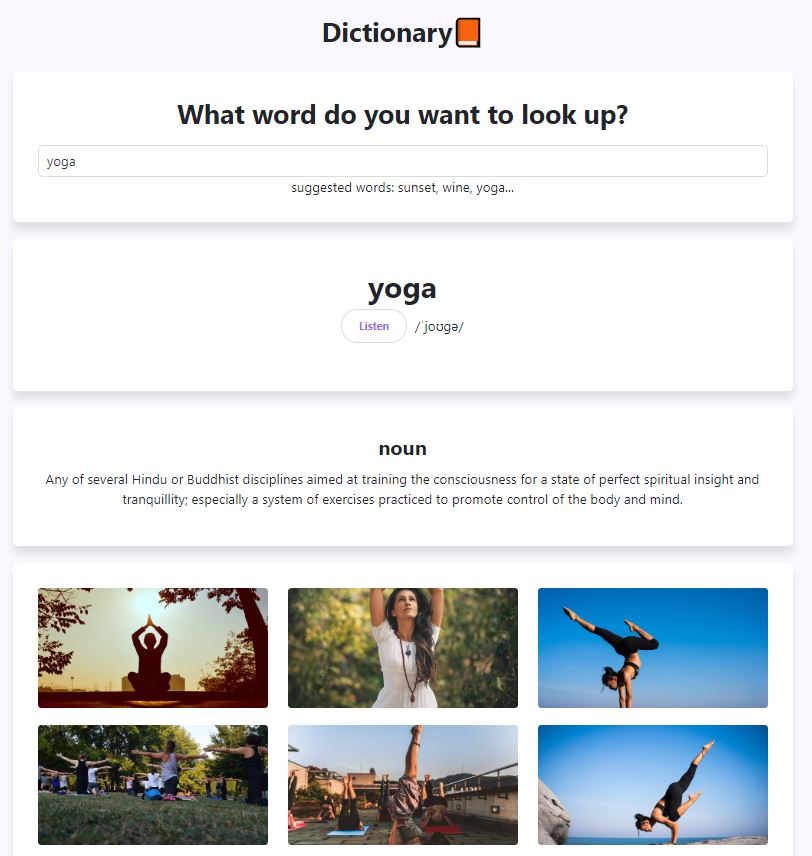 Dictionary📙
What word do you want to look up?
yoga
suggested words: sunset, wine, yoga...
yoga
Listen /ˈjoʊgə/
noun
Any of several Hindu or Buddhist disciplines aimed at training the consciousness for a state of perfect spiritual insight and
tranquillity; especially a system of exercises practiced to promote control of the body and mind.